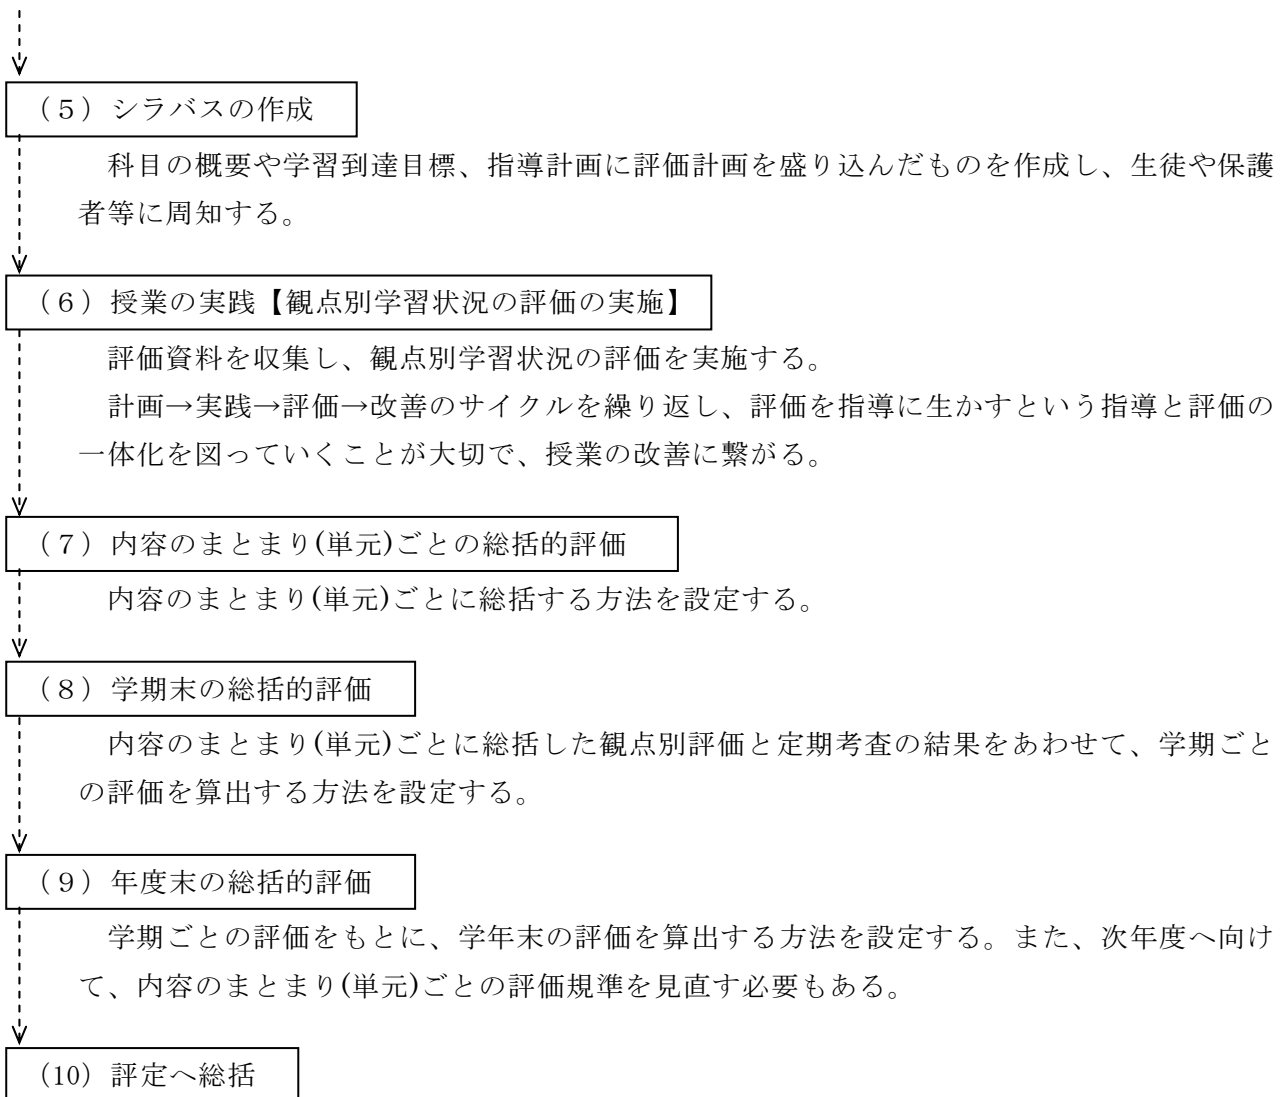 （５）シラバスの作成
科目の概要や学習到達目標、指導計画に評価計画を盛り込んだものを作成し、生徒や保護
者等に周知する。
（６）授業の実践【観点別学習状況の評価の実施】
評価資料を収集し、観点別学習状況の評価を実施する。
計画→実践→評価→改善のサイクルを繰り返し、評価を指導に生かすという指導と評価の
一体化を図っていくことが大切で、授業の改善に繋がる。
（７）内容のまとまり(単元)ごとの総括的評価
内容のまとまり(単元)ごとに総括する方法を設定する。
（８）学期末の総括的評価
内容のまとまり(単元)ごとに総括した観点別評価と定期考査の結果をあわせて、学期ごと
の評価を算出する方法を設定する。
（９）年度末の総括的評価
学期ごとの評価をもとに、学年末の評価を算出する方法を設定する。また、次年度へ向け
て、内容のまとまり(単元)ごとの評価規準を見直す必要もある。
（10）評定へ総括